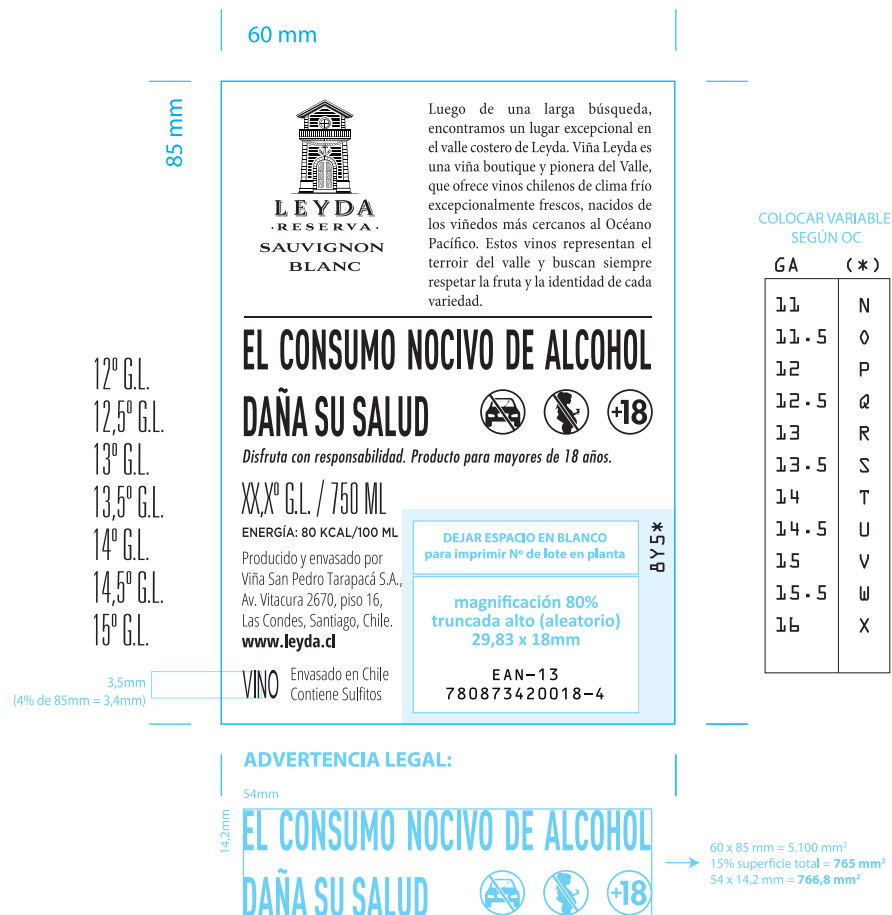 60 mm
85 mm
LEYDA
·RESERVA·
SAUVIGNON
BLANC
Luego de una larga búsqueda,
encontramos un lugar excepcional en
el valle costero de Leyda. Viña Leyda es
una viña boutique y pionera del Valle,
que ofrece vinos chilenos de clima frío
excepcionalmente frescos, nacidos de
los viñedos más cercanos al Océano
Pacífico. Estos vinos representan el
terroir del valle y buscan siempre
respetar la fruta y la identidad de cada
variedad.
EL CONSUMO NOCIVO DE ALCOHOL
DAÑA SU SALUD
+18
Disfruta con responsabilidad. Producto para mayores de 18 años.
XX,Xº G.L. / 750 ML
ENERGÍA: 80 KCAL/100 ML
Producido y envasado por
Viña San Pedro Tarapacá S.A.,
Av. Vitacura 2670, piso 16,
Las Condes, Santiago, Chile.
www.leyda.cl
VINO
Envasado en Chile
Contiene Sulfitos
DEJAR ESPACIO EN BLANCO
para imprimir Nº de lote en planta
8Y5*
magnificación 80%
truncada alto (aleatorio)
29,83 x 18mm
EAN-13
780873420018-4
12º G.L.
12,5º G.L.
13º G.L.
13,5º G.L.
14º G.L.
14,5º G.L.
15º G.L.
3,5mm
(4% de 85mm = 3,4mm)
COLOCAR VARIABLE
SEGÚN OC
GA (*)
11 N
11.5 O
12 P
12.5 Q
13 R
13.5 S
14 T
14.5 U
15 V
15.5 W
16 X
ADVERTENCIA LEGAL:
54mm
14,2mm
EL CONSUMO NOCIVO DE ALCOHOL
DAÑA SU SALUD
+18
60 x 85 mm = 5.100 mm²
15% superficie total = 765 mm²
54 x 14,2 mm = 766,8 mm²